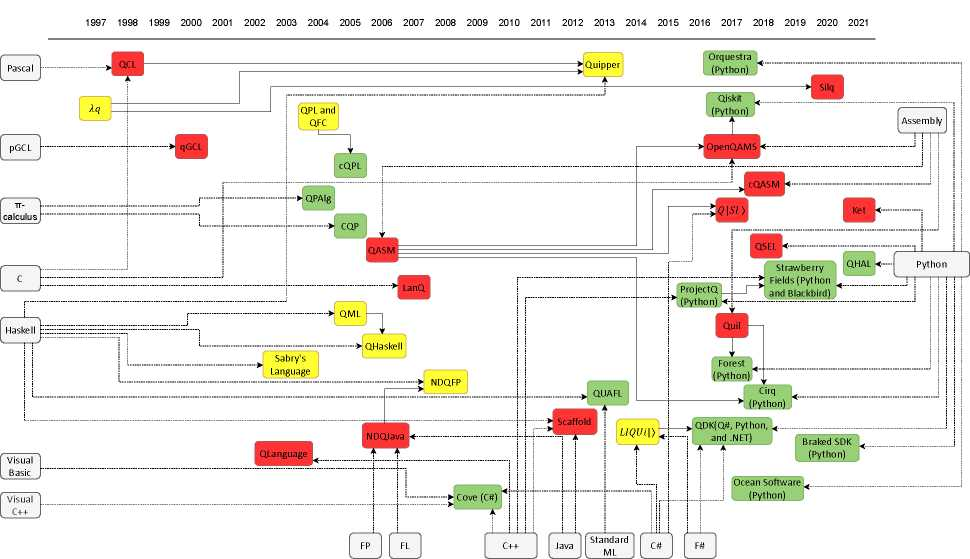 1997 1998 1999 2000 2001 2002 2003 2004 2005 2006 2007 2008 2009 2010 2011 2012 2013 2014 2015 2016 2017 2018 2019 2020 2021
Pascal
QCL
Quipper
Orquestra
(Python)
Silq
λq
QPL and
QFC
Qiskit
(Python)
Assembly
pGCL
qGCL
cQPL
OpenQAMS
cQASM
π-
calculus
QPAlg
CQP
Q|SI⟩
Ket
QASM
QSEL
QHAL
Python
C
LanQ
Strawberry
Fields (Python
and Blackbird)
ProjectQ
(Python)
Haskell
QML
QHaskell
Quil
Sabry's
Language
NDQFP
Forest
(Python)
QUAFL
Cirq
(Python)
Scaffold
NDQJava
LIQUi|⟩
QDK(Q#, Python,
and .NET)
Braked SDK
(Python)
QLanguage
Visual
Basic
Visual
C++
Cove (C#)
Ocean Software
(Python)
FP
FL
C++
Java
Standard
ML
C#
F#